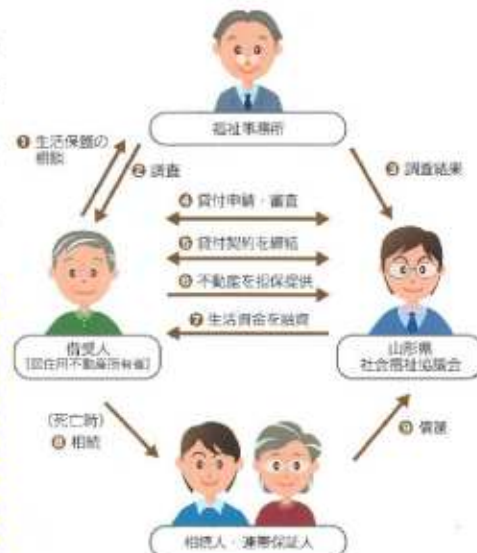 福祉事務所
❶ 生活保護の
相談
❷ 調査
❸ 調査結果
❹ 貸付申請・審査
❺ 貸付契約を締結
❻ 不動産を担保提供
❼ 生活資金を融資
借受人
[居住用不動産所有者]
山形県
社会福祉協議会
(死亡時)
❽ 相続
❾ 償還
相続人・連帯保証人